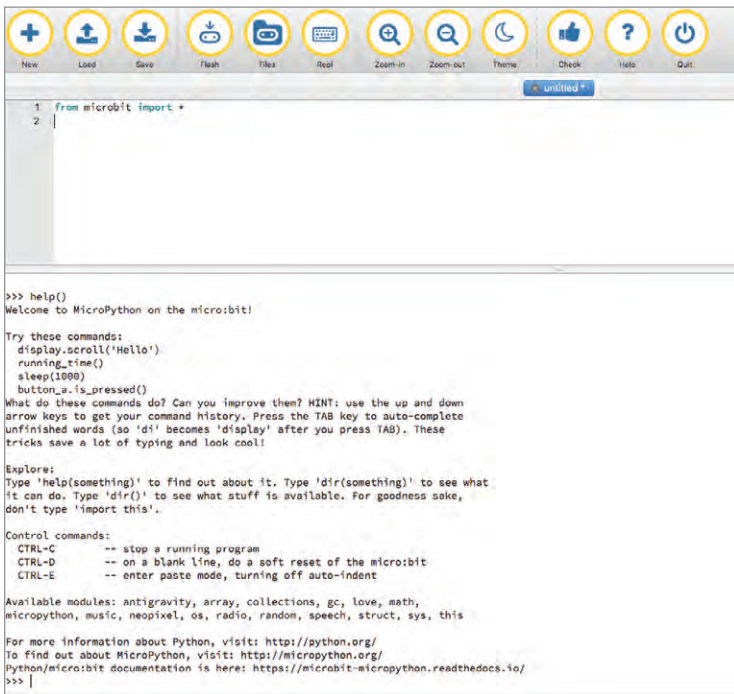 New Load Save Flash Files Repl Zoom-in Zoom-out Theme Check Help Quit
untitled *
1 from microbit import *
2
>>> help()
Welcome to MicroPython on the micro:bit!
Try these commands:
display.scroll('Hello')
running_time()
sleep(1000)
button_a.is_pressed()
What do these commands do? Can you improve them? HINT: use the up and down
arrow keys to get your command history. Press the TAB key to auto-complete
unfinished words (so 'di' becomes 'display' after you press TAB). These
tricks save a lot of typing and look cool!
Explore:
Type 'help(something)' to find out about it. Type 'dir(something)' to see what
it can do. Type 'dir()' to see what stuff is available. For goodness sake,
don't type 'import this'.
Control commands:
CTRL-C -- stop a running program
CTRL-D -- on a blank line, do a soft reset of the micro:bit
CTRL-E -- enter paste mode, turning off auto-indent
Available modules: antigravity, array, collections, gc, love, math,
micropython, music, neopixel, os, radio, random, speech, struct, sys, this
For more information about Python, visit: http://python.org/
To find out about MicroPython, visit: http://micropython.org/
Python/micro:bit documentation is here: https://microbit-micropython.readthedocs.io/
>>>